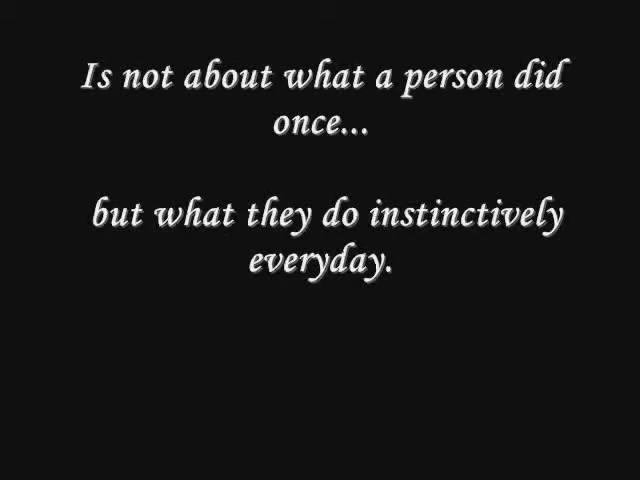 Is not about what a person did
once...
but what they do instinctively
everyday.